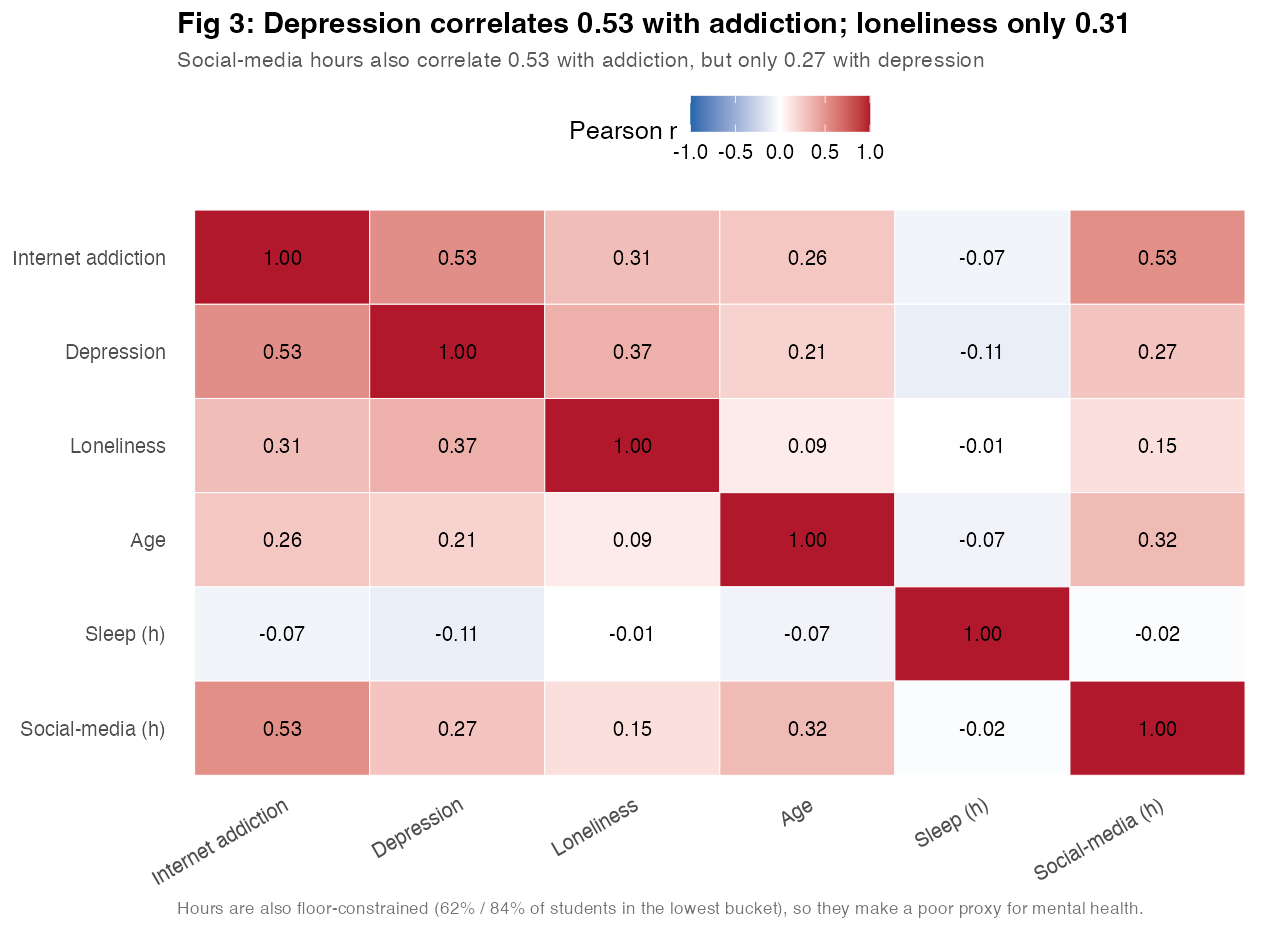 Fig 3: Depression correlates 0.53 with addiction; loneliness only 0.31
Social-media hours also correlate 0.53 with addiction, but only 0.27 with depression
Pearson r
-1.0 -0.5 0.0 0.5 1.0
Internet addiction 1.00 0.53 0.31 0.26 -0.07 0.53
Depression 0.53 1.00 0.37 0.21 -0.11 0.27
Loneliness 0.31 0.37 1.00 0.09 -0.01 0.15
Age 0.26 0.21 0.09 1.00 -0.07 0.32
Sleep (h) -0.07 -0.11 -0.01 -0.07 1.00 -0.02
Social-media (h) 0.53 0.27 0.15 0.32 -0.02 1.00
Internet addiction Depression Loneliness Age Sleep (h) Social-media (h)
Hours are also floor-constrained (62% / 84% of students in the lowest bucket), so they make a poor proxy for mental health.